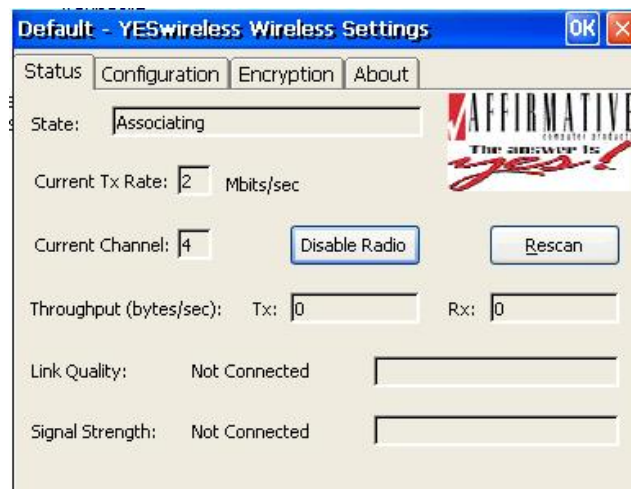 Default - YESwireless Wireless Settings OK
Status Configuration Encryption About
State: Associating
AFFIRMATIVE
computer products
The answer is
yes!
Current Tx Rate: 2 Mbits/sec
Current Channel: 4 Disable Radio Rescan
Throughput (bytes/sec): Tx: 0 Rx: 0
Link Quality: Not Connected
Signal Strength: Not Connected